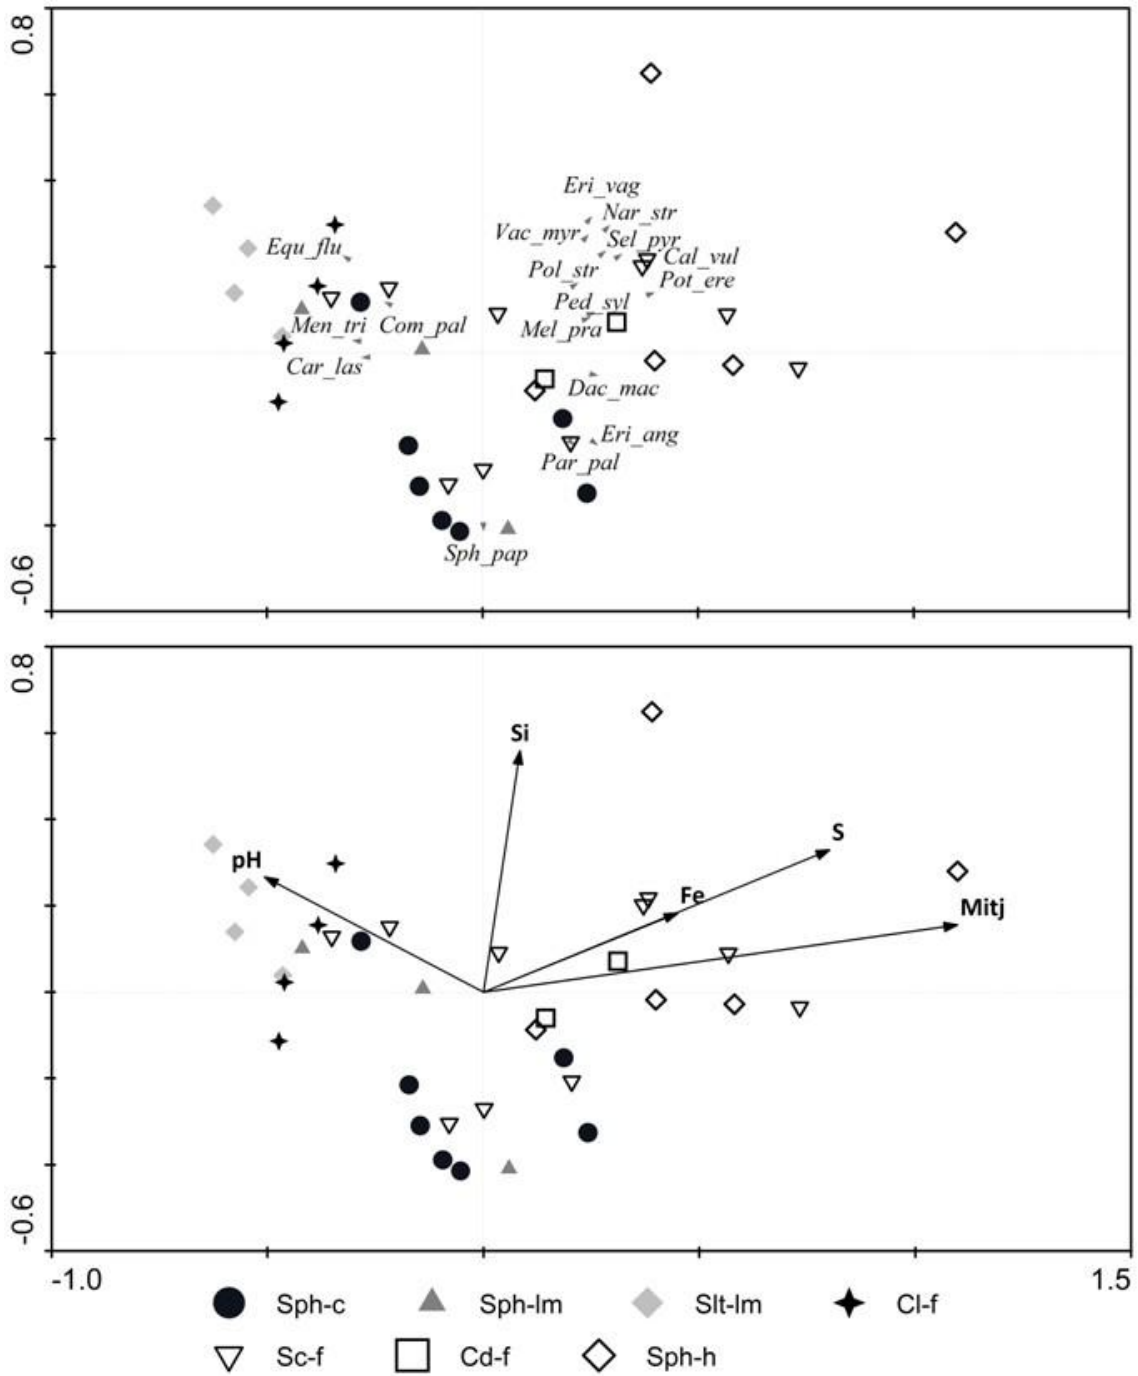 0.8
Eri_vag
Nar_str
Vac_myr
Sel_pyr
Equ_flu
Cal_vul
Pol_str
Pot_ere
Ped_syl
Men_tri
Com_pal
Mel_pra
Car_las
Dac_mac
Eri_ang
Par_pal
Sph_pap
-0.6
0.8
Si
S
pH
Fe
Mitj
-0.6
-1.0
1.5
Sph-c
Sph-lm
Slt-lm
Cl-f
Sc-f
Cd-f
Sph-h